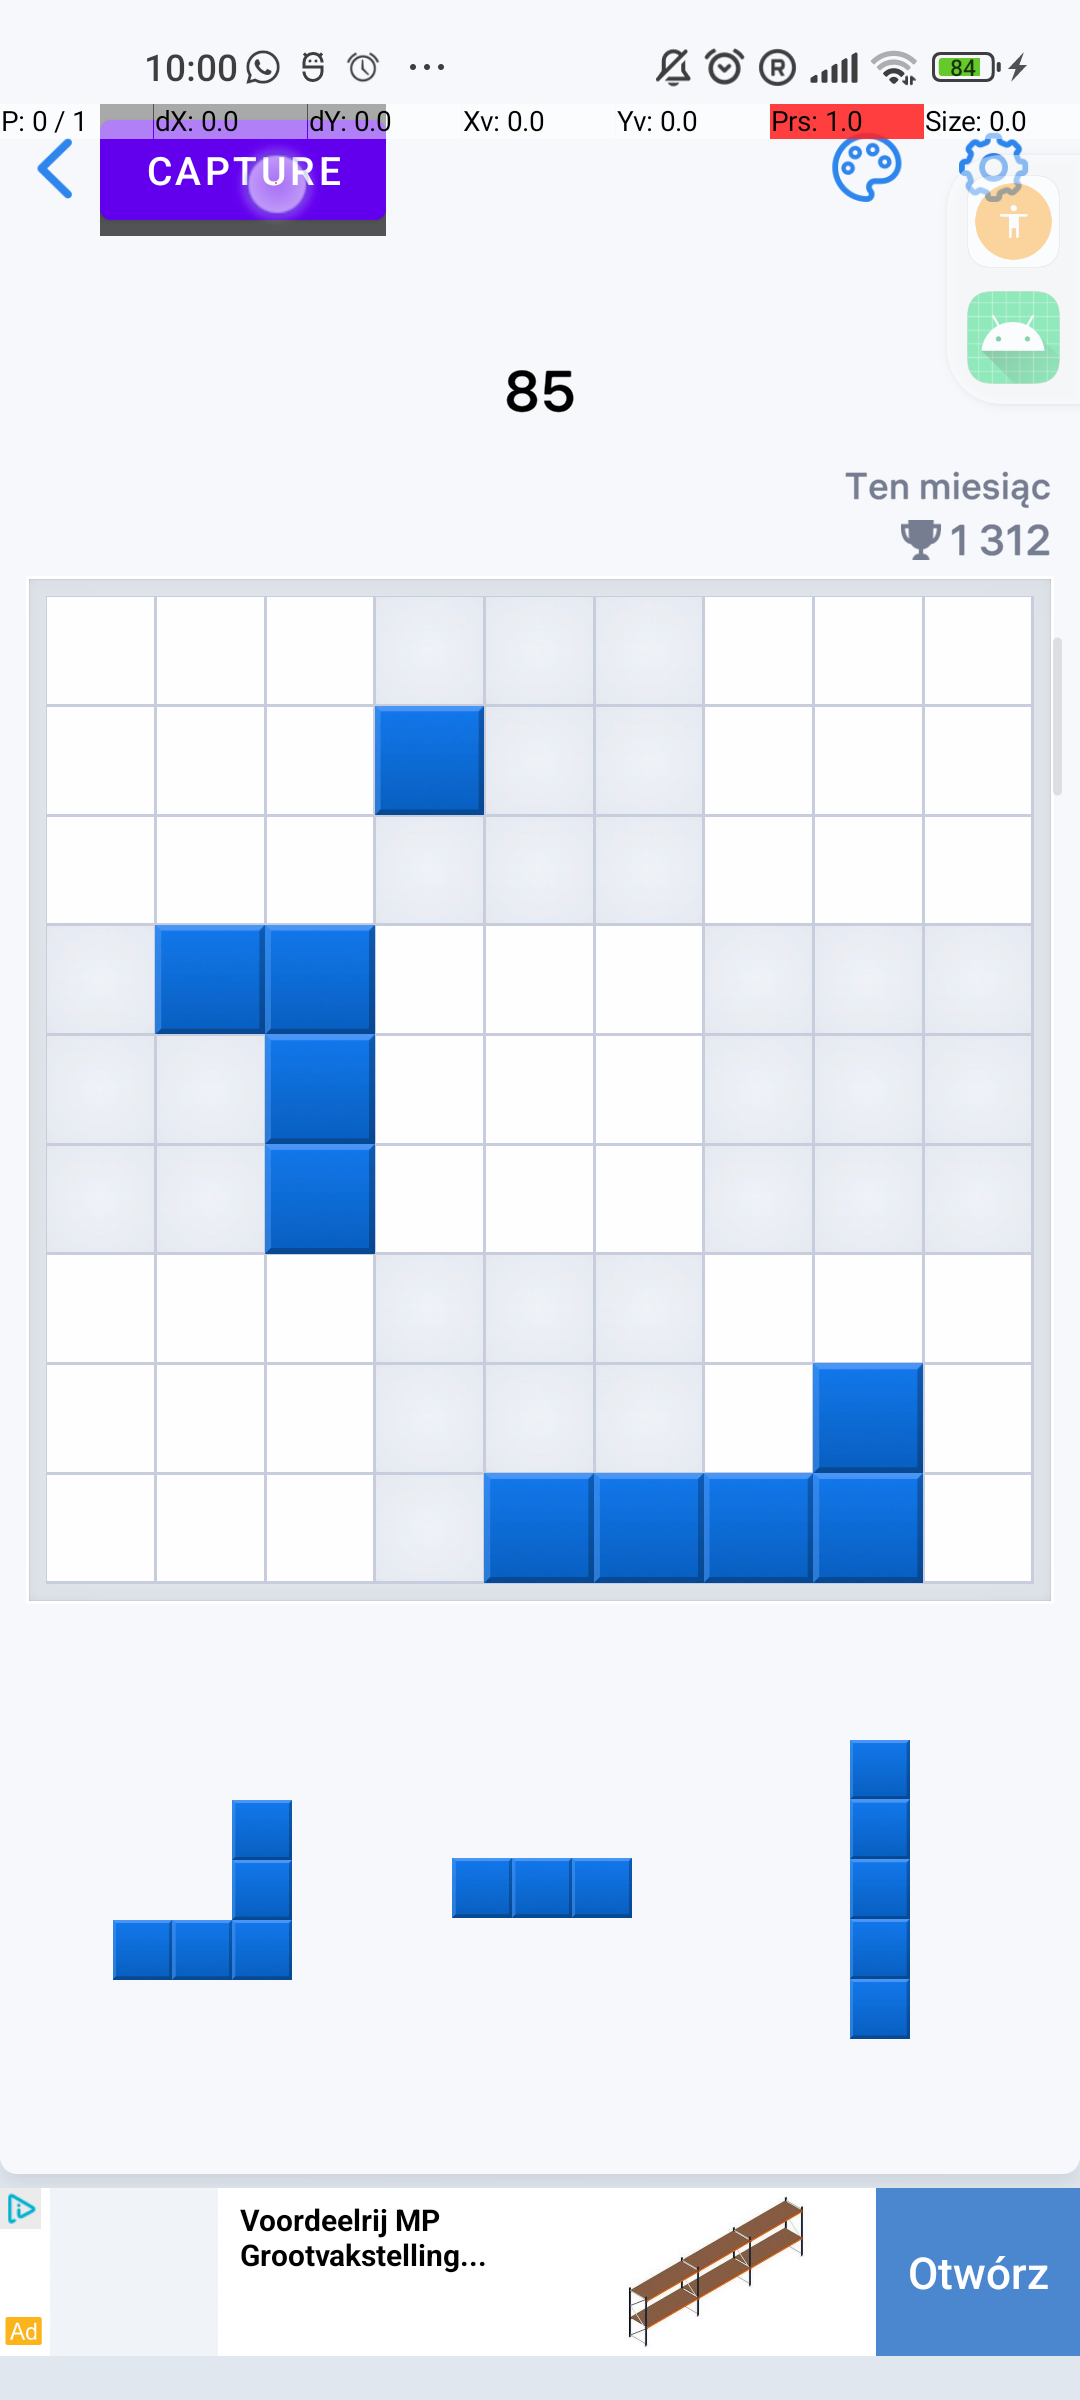 10:00
84
P: 0 / 1 dX: 0.0 dY: 0.0 Xv: 0.0 Yv: 0.0 Prs: 1.0 Size: 0.0
CAPTURE
85
Ten miesiąc
1 312
Voordeelrij MP
Grootvakstelling...
Otwórz
Ad